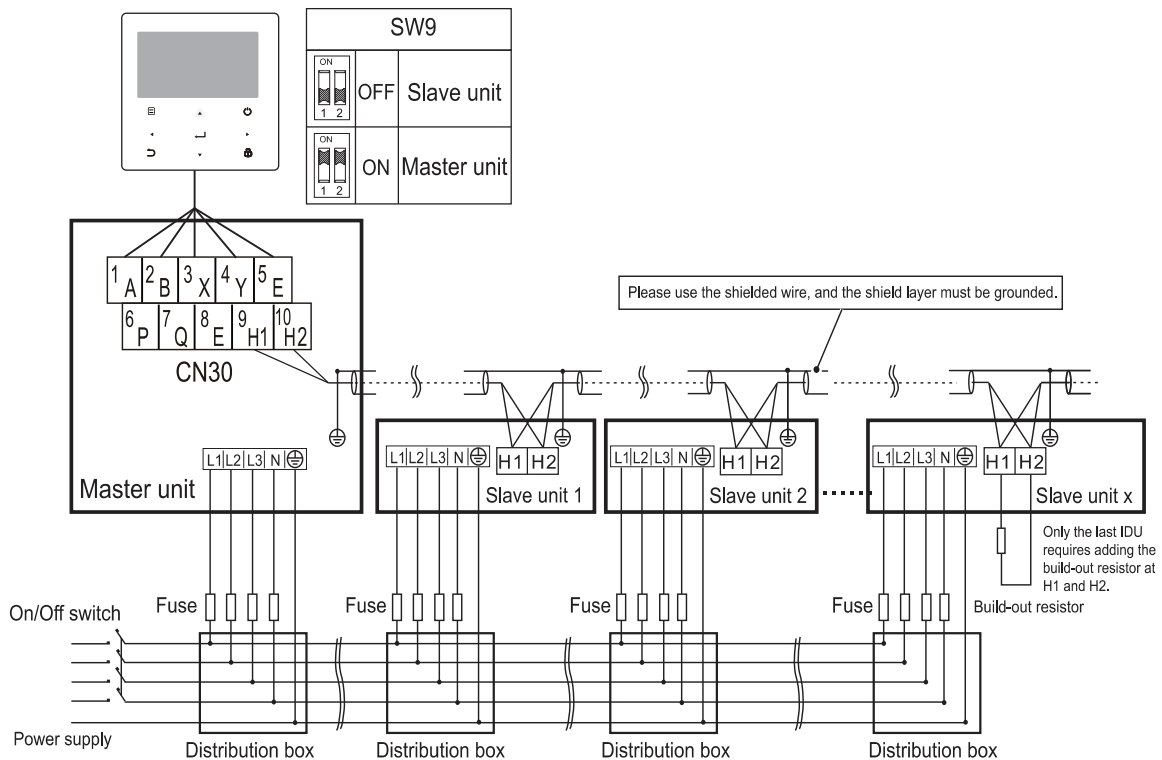 SW9
ON
1 2
OFF
Slave unit
ON
1 2
ON
Master unit
1 A 2 B 3 X 4 Y 5 E
6 P 7 Q 8 E 9 H1 10 H2
CN30
Please use the shielded wire, and the shield layer must be grounded.
L1 L2 L3 N
Master unit
L1 L2 L3 N
H1 H2
Slave unit 1
L1 L2 L3 N
H1 H2
Slave unit 2
L1 L2 L3 N
H1 H2
Slave unit x
Only the last IDU
requires adding the
build-out resistor at
H1 and H2.
Build-out resistor
On/Off switch
Fuse
Fuse
Fuse
Fuse
Power supply
Distribution box
Distribution box
Distribution box
Distribution box